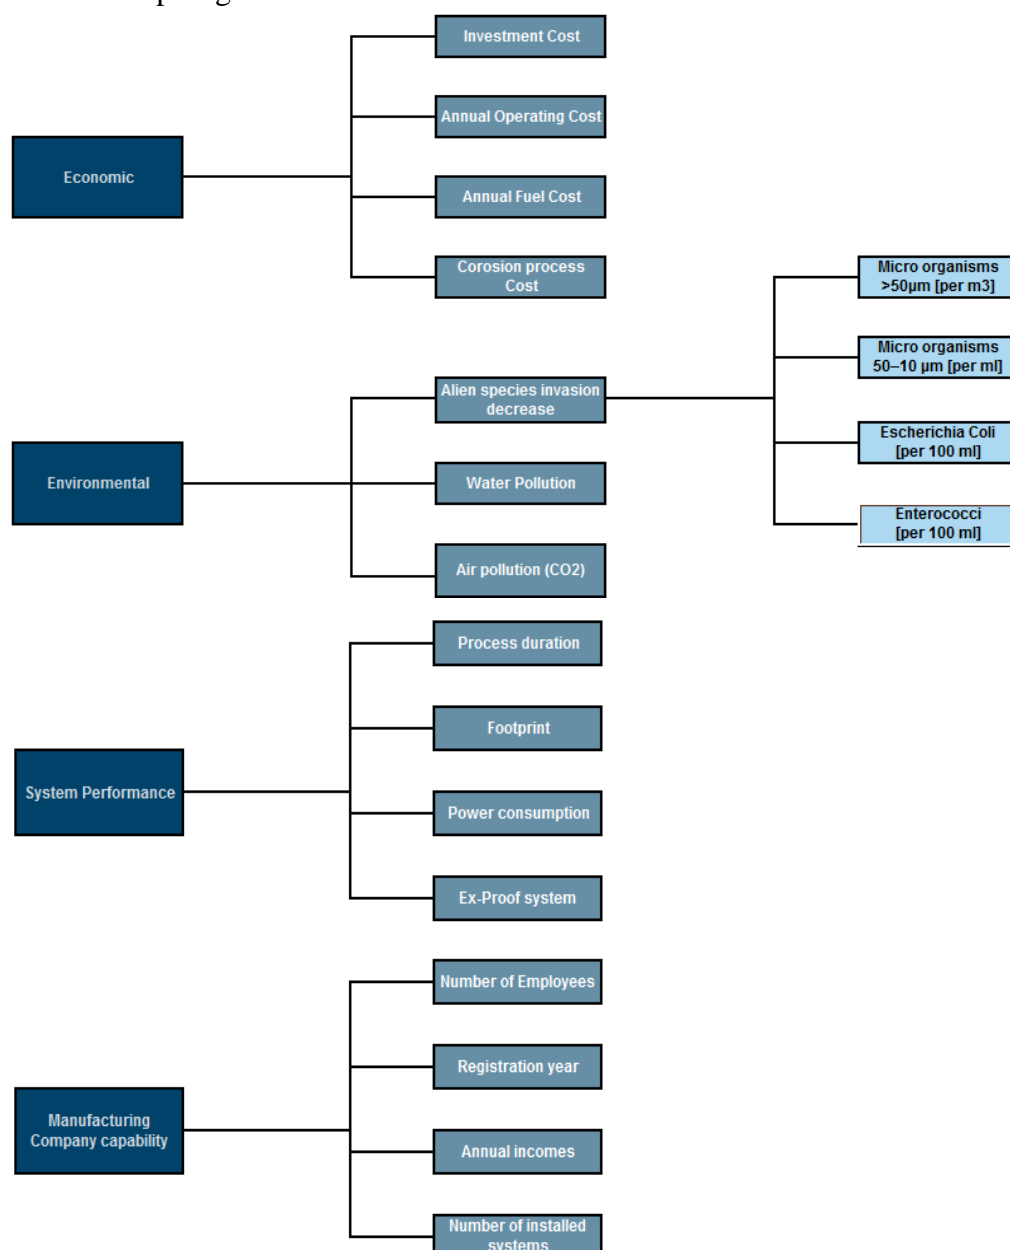 Investment Cost
Annual Operating Cost
Economic
Annual Fuel Cost
Corosion process
Cost
Micro organisms
>50µm [per m3]
Micro organisms
50–10 µm [per ml]
Alien species invasion
decrease
Escherichia Coli
[per 100 ml]
Environmental
Water Pollution
Enterococci
[per 100 ml]
Air pollution (CO2)
Process duration
Footprint
System Performance
Power consumption
Ex-Proof system
Number of Employees
Registration year
Manufacturing
Company capability
Annual incomes
Number of installed
systems